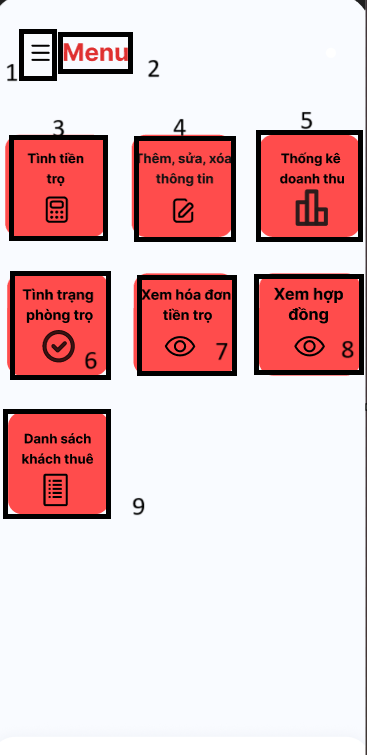 Menu
1
2
3
4
5
Tình tiền
trọ
Thêm, sửa, xóa
thông tin
Thống kê
doanh thu
Tình trạng
phòng trọ
6
Xem hóa đơn
tiền trọ
7
Xem hợp
đồng
8
Danh sách
khách thuê
9